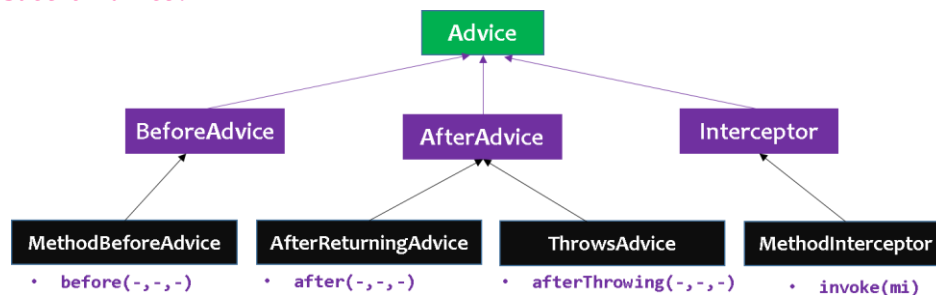 Advice
BeforeAdvice
AfterAdvice
Interceptor
MethodBeforeAdvice
AfterReturningAdvice
ThrowsAdvice
MethodInterceptor
• before(-,-,-)
• after(-,-,-)
• afterThrowing(-,-,-)
• invoke(mi)